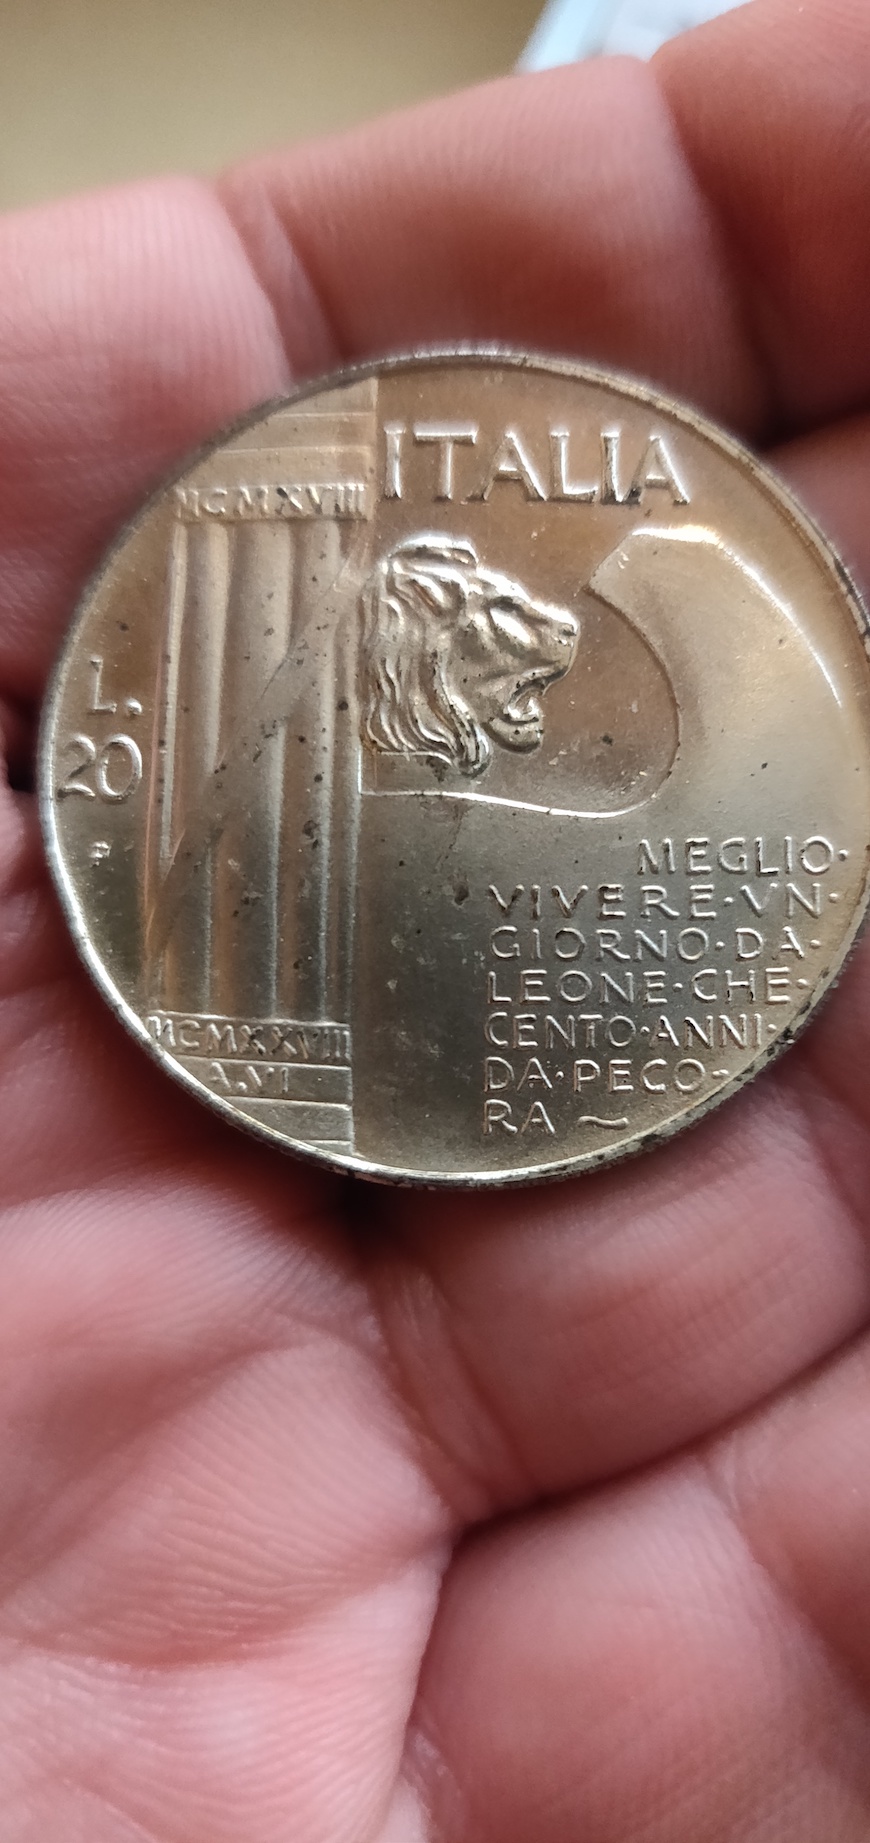 ITALIA
MCMXVIII
L.
20
MEGLIO·
VIVERE·VN·
GIORNO·DA·
LEONE·CHE·
CENTO·ANNI·
DA·PECO-
RA ~
MCMXXVIII
A.VI